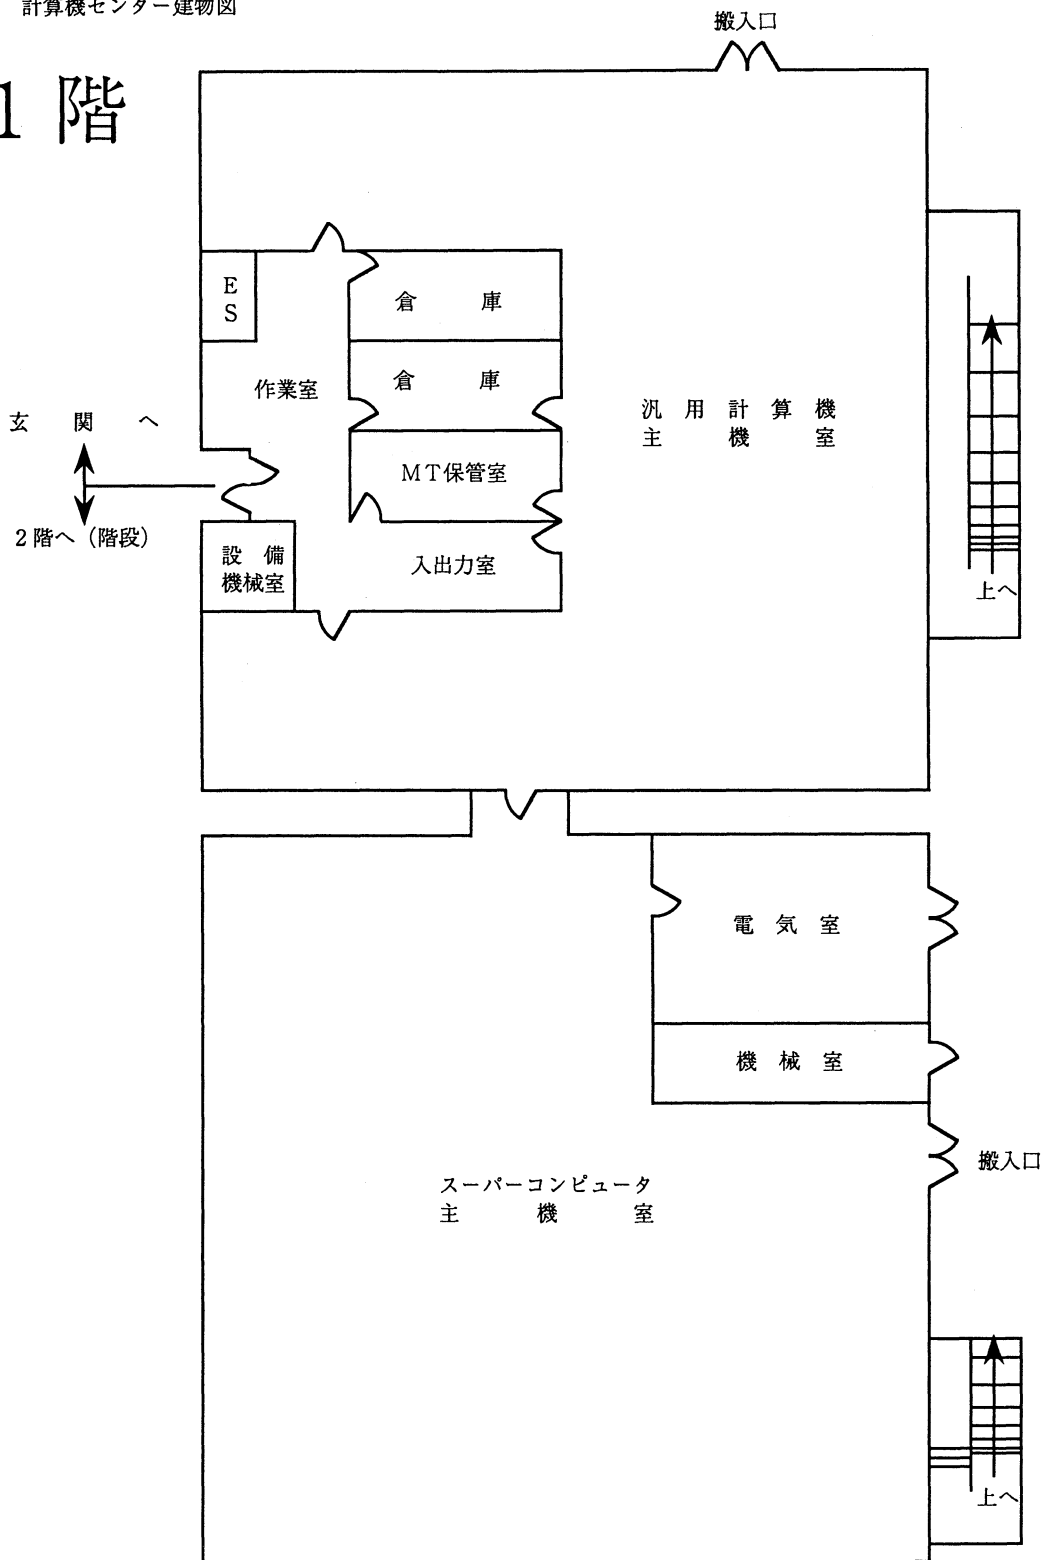 計算機センター建物図
搬入口
1階
E
S
倉庫
倉庫
作業室
汎用計算機
主機室
玄関へ
MT保管室
2階へ(階段)
設備
機械室
入出力室
上へ
電気室
機械室
搬入口
スーパーコンピュータ
主機室
上へ